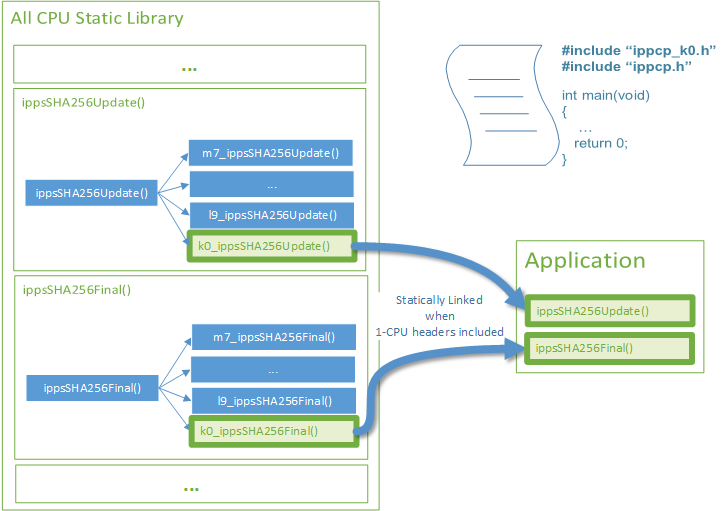 All CPU Static Library
...
ippsSHA256Update()
m7_ippsSHA256Update()
ippsSHA256Update()
...
l9_ippsSHA256Update()
k0_ippsSHA256Update()
ippsSHA256Final()
m7_ippsSHA256Final()
...
ippsSHA256Final()
l9_ippsSHA256Final()
k0_ippsSHA256Final()
...
Statically Linked
when
1-CPU headers included
#include “ippcp_k0.h”
#include “ippcp.h”
int main(void)
{
...
return 0;
}
Application
ippsSHA256Update()
ippsSHA256Final()